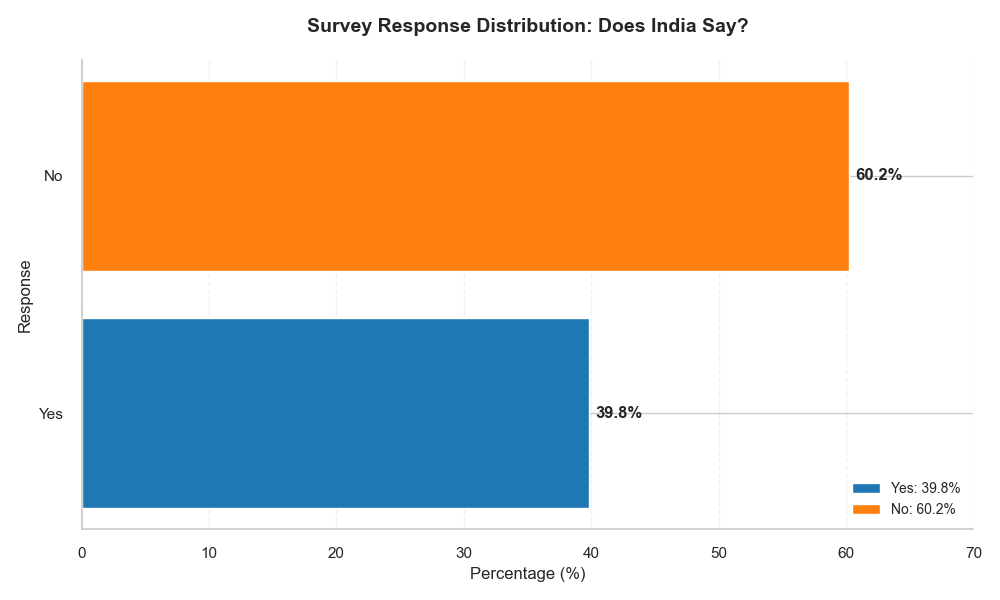 Survey Response Distribution: Does India Say?
Response
No
60.2%
Yes
39.8%
Yes: 39.8%
No: 60.2%
0 10 20 30 40 50 60 70
Percentage (%)